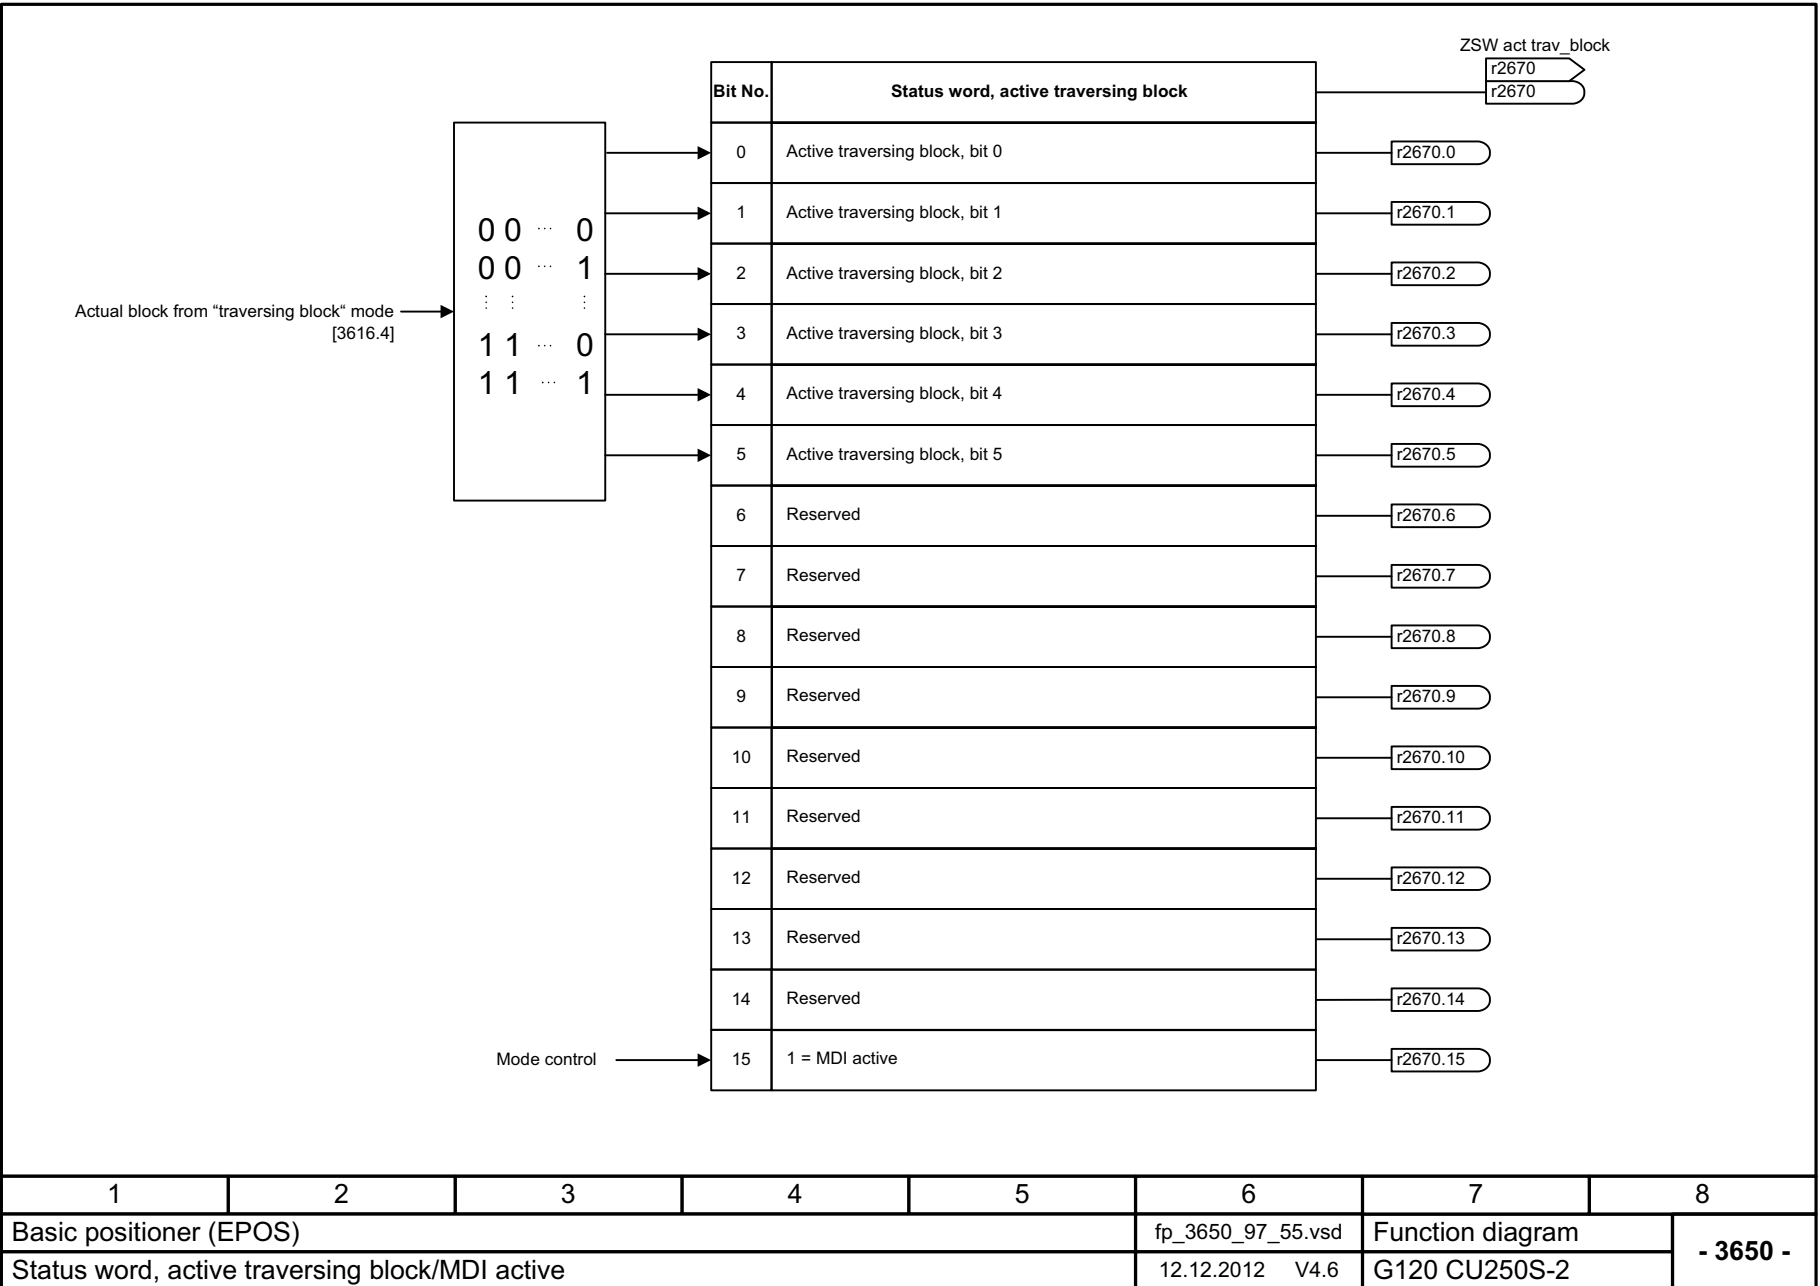 ZSW act trav_block
r2670
Bit No. Status word, active traversing block r2670
0 Active traversing block, bit 0 r2670.0
1 Active traversing block, bit 1 r2670.1
0 0 ... 0
0 0 ... 1
⋮ ⋮ ⋮
1 1 ... 0
1 1 ... 1
2 Active traversing block, bit 2 r2670.2
Actual block from “traversing block“ mode
[3616.4]
3 Active traversing block, bit 3 r2670.3
4 Active traversing block, bit 4 r2670.4
5 Active traversing block, bit 5 r2670.5
6 Reserved r2670.6
7 Reserved r2670.7
8 Reserved r2670.8
9 Reserved r2670.9
10 Reserved r2670.10
11 Reserved r2670.11
12 Reserved r2670.12
13 Reserved r2670.13
14 Reserved r2670.14
Mode control 15 1 = MDI active r2670.15
1 2 3 4 5 6 7 8
Basic positioner (EPOS) fp_3650_97_55.vsd Function diagram - 3650 -
Status word, active traversing block/MDI active 12.12.2012 V4.6 G120 CU250S-2